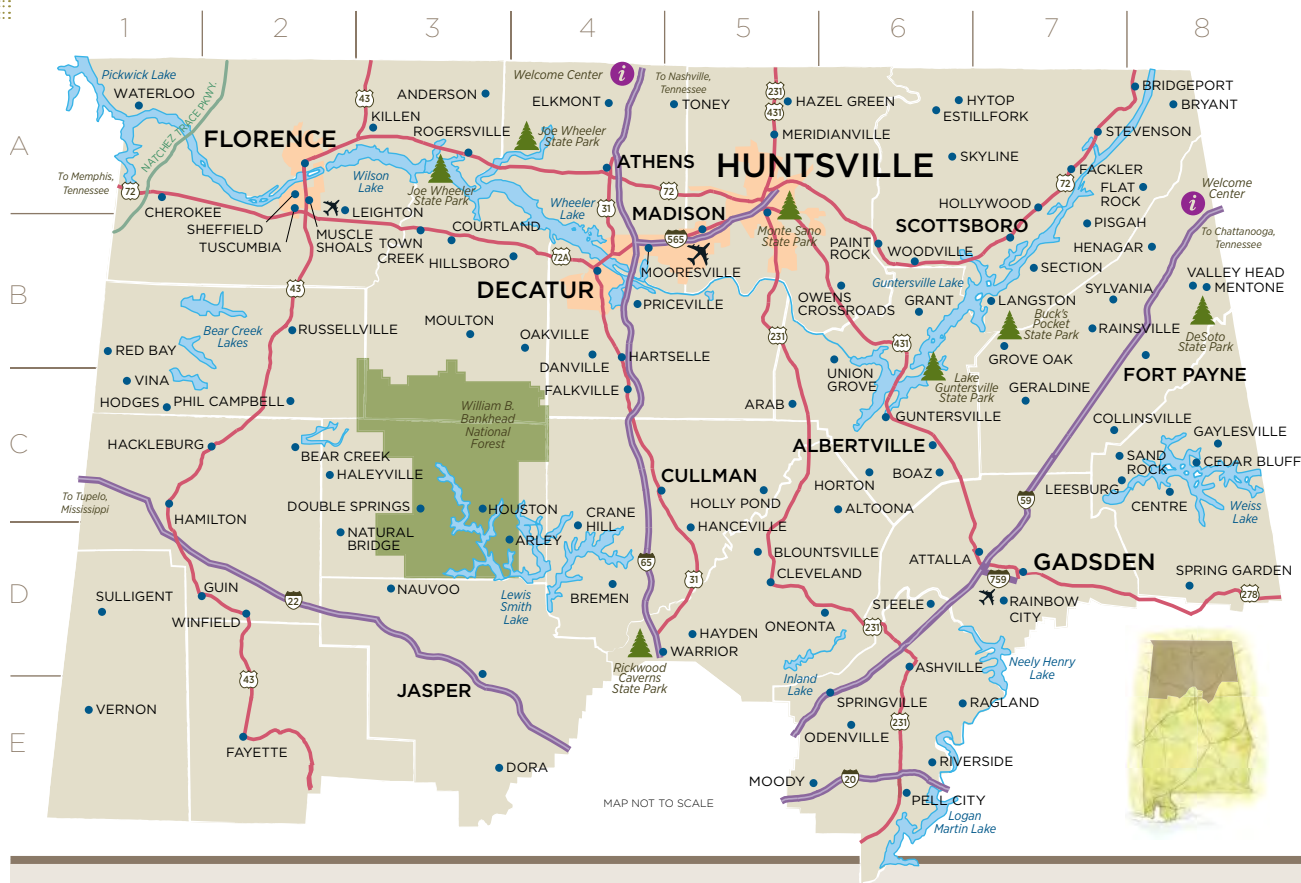 1 2 3 4 5 6 7 8
A
B
C
D
E
Pickwick Lake
WATERLOO
NATCHEZ TRACE PKWY.
FLORENCE
43
KILLEN
ANDERSON
ROGERSVILLE
Welcome Center
i
ELKMONT
To Nashville,
Tennessee
TONEY
231
431
HAZEL GREEN
MERIDIANVILLE
HYTOP
ESTILLFORK
SKYLINE
BRIDGEPORT
BRYANT
STEVENSON
FACKLER
72
FLAT
ROCK
HOLLYWOOD
i
Welcome
Center
To Chattanooga,
Tennessee
To Memphis,
Tennessee
72
CHEROKEE
SHEFFIELD
TUSCUMBIA
MUSCLE
SHOALS
LEIGHTON
Wilson
Lake
Joe Wheeler
State Park
Joe Wheeler
State Park
ATHENS
72
31
HUNTSVILLE
MADISON
565
Monte Sano
State Park
MOORESVILLE
Wheeler
Lake
TOWN
CREEK
COURTLAND
HILLSBORO
72A
DECATUR
PRICEVILLE
PAINT
ROCK
WOODVILLE
SCOTTSBORO
PISGAH
HENAGAR
SECTION
VALLEY HEAD
MENTONE
SYLVANIA
DeSoto
State Park
RAINSVILLE
FORT PAYNE
Guntersville Lake
OWENS
CROSSROADS
GRANT
LANGSTON
Buck's
Pocket
State Park
GROVE OAK
GERALDINE
431
231
UNION
GROVE
Lake
Guntersville
State Park
GUNTERSVILLE
ARAB
ALBERTVILLE
BOAZ
HORTON
ALTOONA
43
Bear Creek
Lakes
RUSSELLVILLE
MOULTON
OAKVILLE
DANVILLE
HARTSELLE
FALKVILLE
RED BAY
VINA
HODGES
PHIL CAMPBELL
HACKLEBURG
BEAR CREEK
HALEYVILLE
William B.
Bankhead
National
Forest
DOUBLE SPRINGS
HOUSTON
NATURAL
BRIDGE
ARLEY
CRANE
HILL
CULLMAN
HOLLY POND
HANCEVILLE
BLOUNTSVILLE
CLEVELAND
COLLINSVILLE
GAYLESVILLE
SAND
ROCK
CEDAR BLUFF
LEESBURG
CENTRE
Weiss
Lake
59
To Tupelo,
Mississippi
HAMILTON
GUIN
WINFIELD
SULLIGENT
22
NAUVOO
Lewis
Smith
Lake
BREMEN
65
31
HAYDEN
WARRIOR
Rickwood
Caverns
State Park
ONEONTA
231
STEELE
ATTALLA
GADSDEN
759
RAINBOW
CITY
SPRING GARDEN
278
Neely Henry
Lake
ASHVILLE
Inland
Lake
SPRINGVILLE
RAGLAND
ODENVILLE
231
RIVERSIDE
MOODY
20
PELL CITY
Logan
Martin Lake
43
JASPER
VERNON
FAYETTE
DORA
MAP NOT TO SCALE